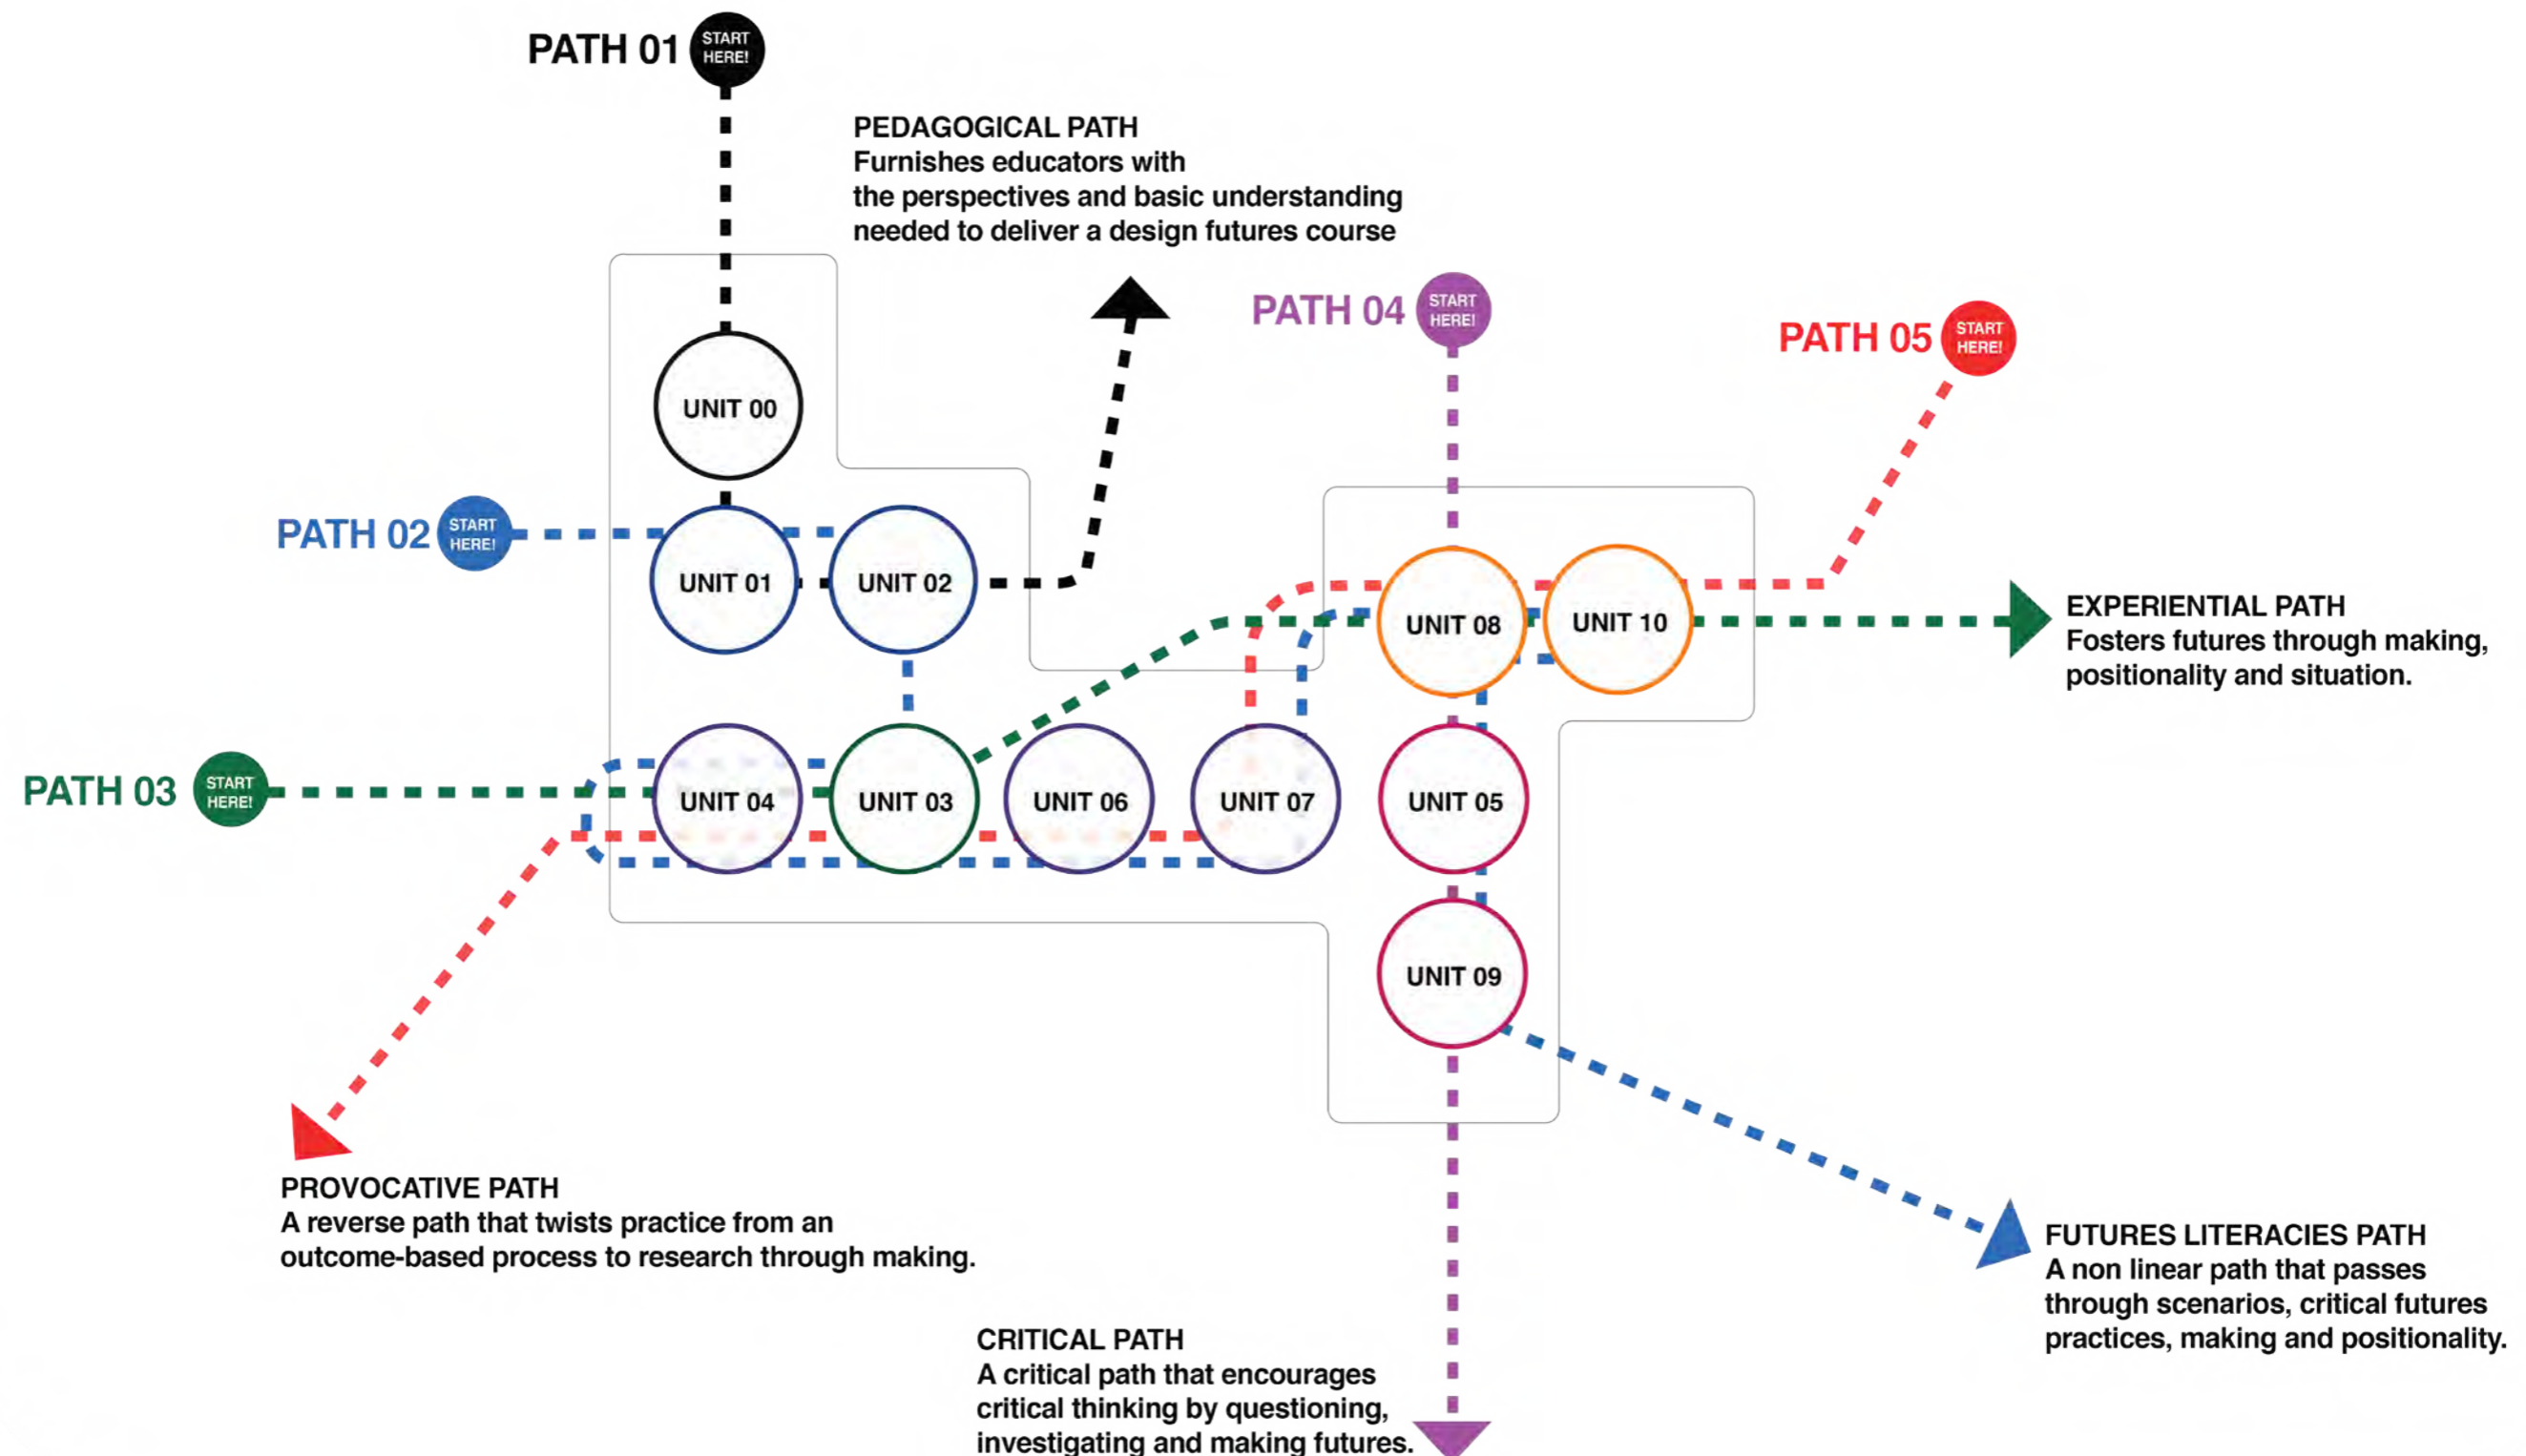 PATH 01
START
HERE!
PEDAGOGICAL PATH
Furnishes educators with
the perspectives and basic understanding
needed to deliver a design futures course
PATH 04
START
HERE!
PATH 05
START
HERE!
UNIT 00
PATH 02
START
HERE!
UNIT 01
UNIT 02
UNIT 08
UNIT 10
EXPERIENTIAL PATH
Fosters futures through making,
positionality and situation.
PATH 03
START
HERE!
UNIT 04
UNIT 03
UNIT 06
UNIT 07
UNIT 05
UNIT 09
PROVOCATIVE PATH
A reverse path that twists practice from an
outcome-based process to research through making.
FUTURES LITERACIES PATH
A non linear path that passes
through scenarios, critical futures
practices, making and positionality.
CRITICAL PATH
A critical path that encourages
critical thinking by questioning,
investigating and making futures.